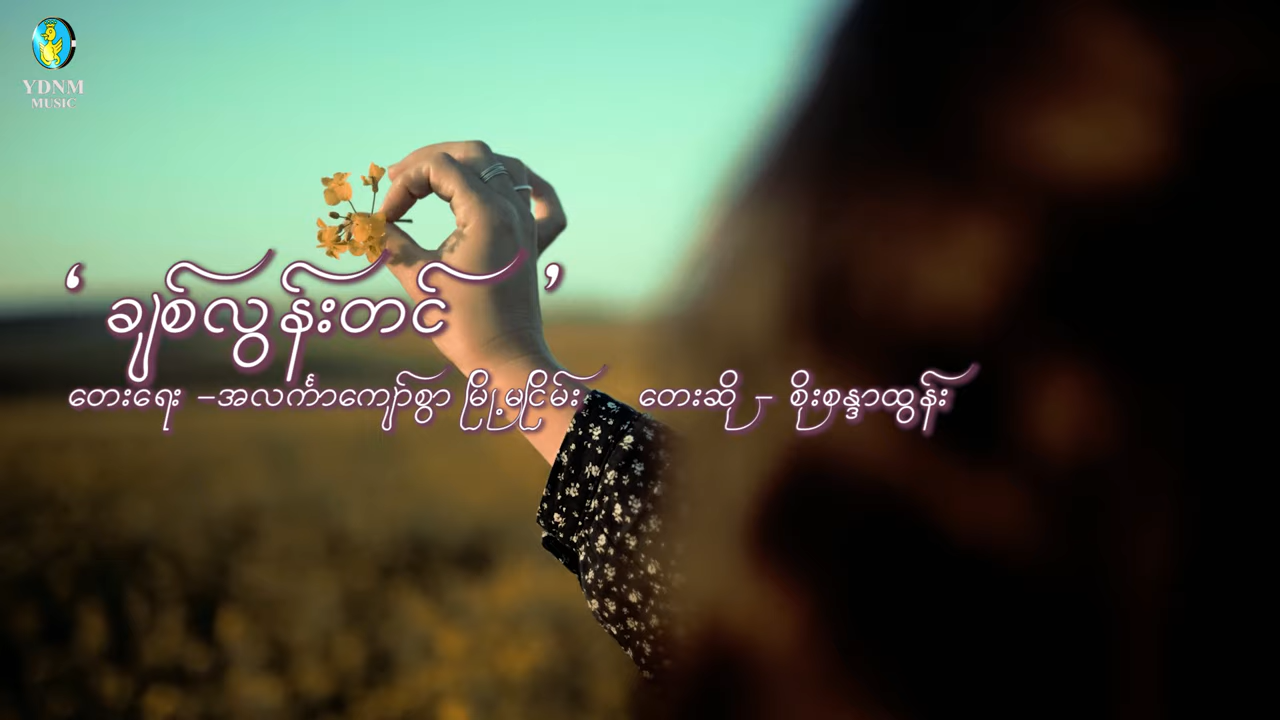 YDNM
MUSIC
‘ ချစ်လွန်းတင် ’
တေးရေး -အလင်္ကာကျော်စွာ မြို့မငြိမ်း တေးဆို - စိုးစန္ဒာထွန်း